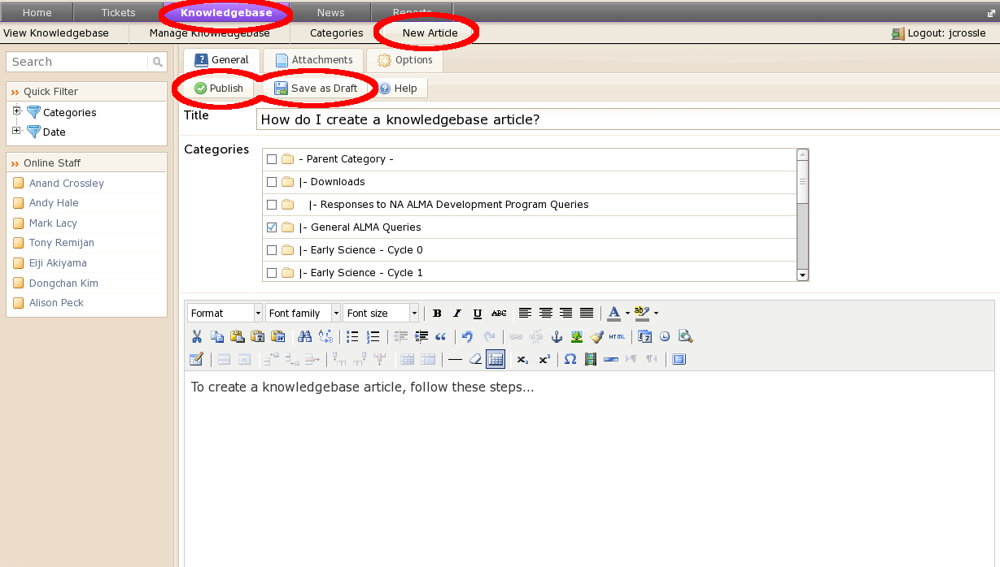 Home Tickets Knowledgebase News Reports
View Knowledgebase Manage Knowledgebase Categories New Article Logout: jcrossle
Search
Quick Filter
Categories
Date
Online Staff
Anand Crossley
Andy Hale
Mark Lacy
Tony Remijan
Eiji Akiyama
Dongchan Kim
Alison Peck
General Attachments Options
Publish Save as Draft Help
Title How do I create a knowledgebase article?
Categories
- Parent Category -
|- Downloads
|- Responses to NA ALMA Development Program Queries
|- General ALMA Queries
|- Early Science - Cycle 0
|- Early Science - Cycle 1
Format Font family Font size B I U ABC A ab
HTML
To create a knowledgebase article, follow these steps...